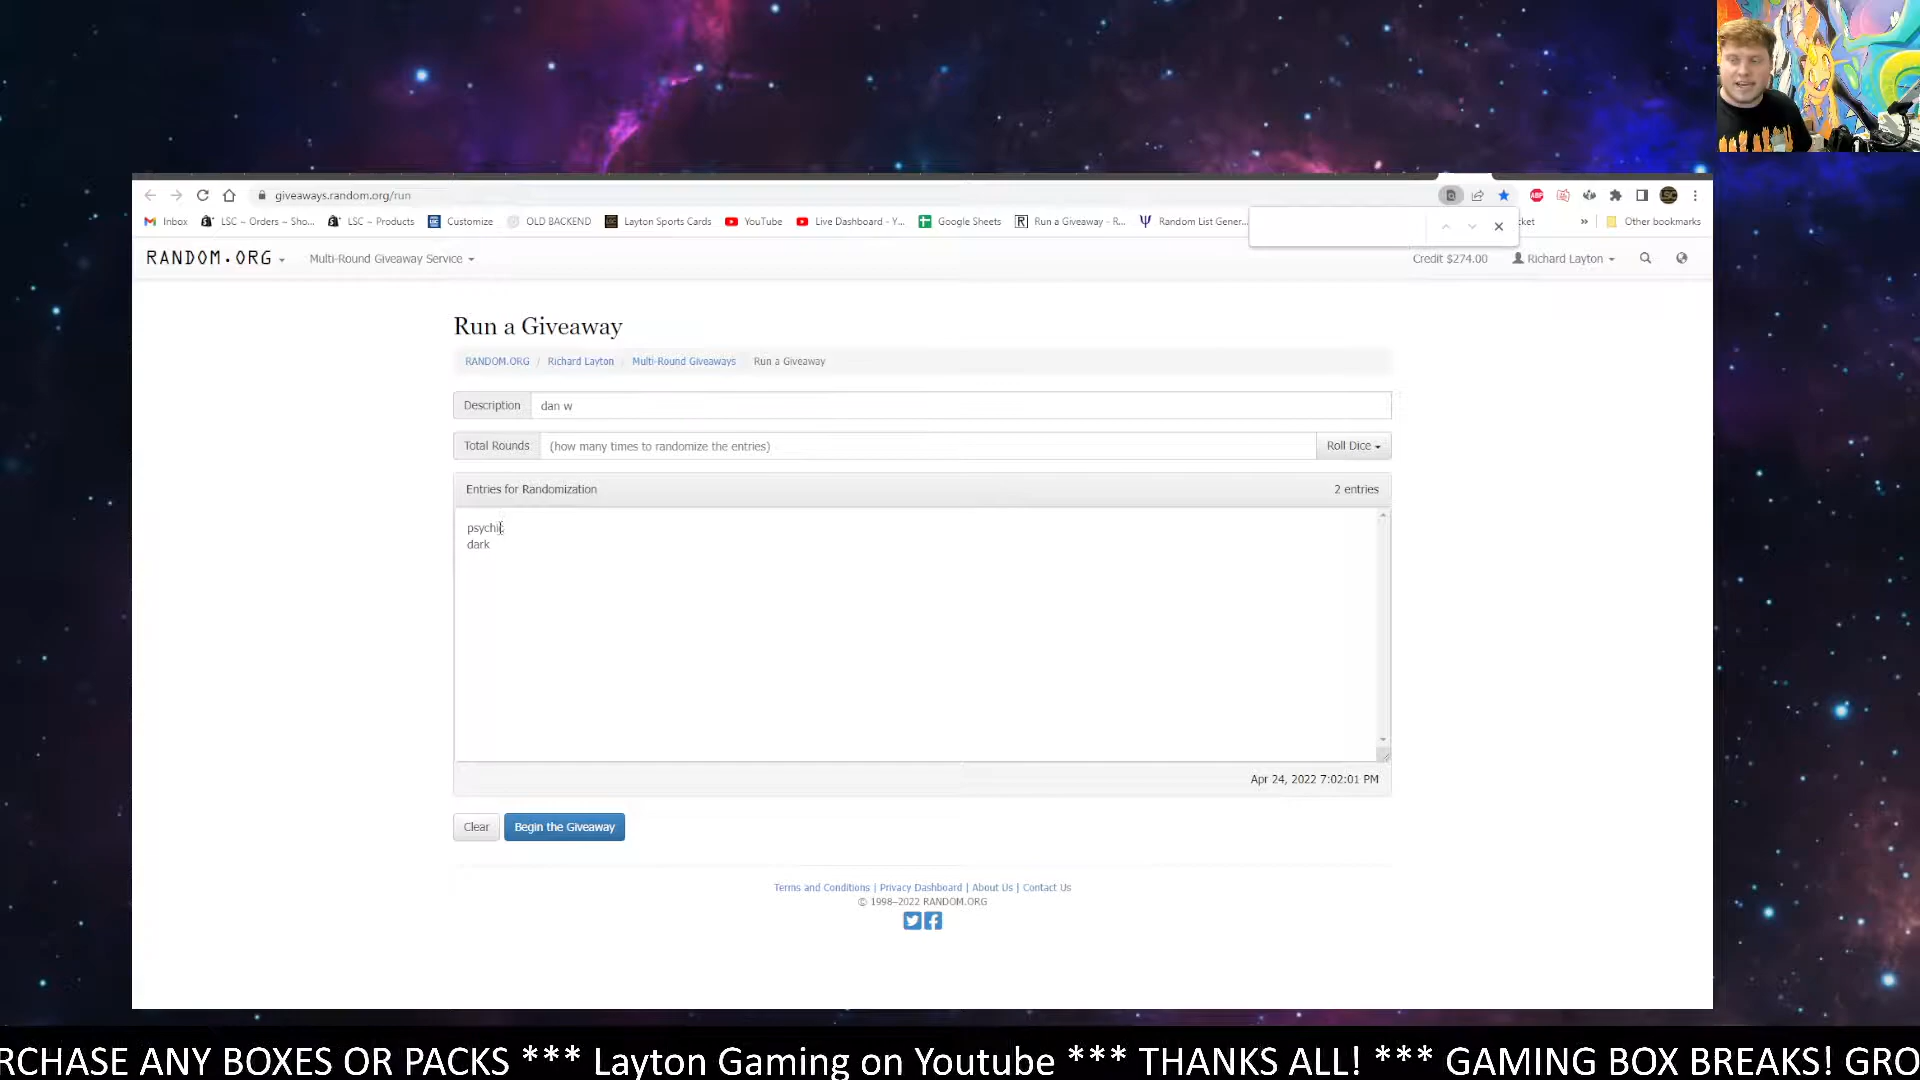 giveaways.random.org/run
Inbox LSC ~ Orders ~ Sho... LSC ~ Products Customize OLD BACKEND Layton Sports Cards YouTube Live Dashboard - Y... Google Sheets Run a Giveaway - R... Random List Gener... cket » Other bookmarks
RANDOM.ORG Multi-Round Giveaway Service Credit $274.00 Richard Layton
Run a Giveaway
RANDOM.ORG / Richard Layton / Multi-Round Giveaways Run a Giveaway
Description dan w
Total Rounds (how many times to randomize the entries) Roll Dice
Entries for Randomization 2 entries
psychic
dark
Apr 24, 2022 7:02:01 PM
Clear Begin the Giveaway
Terms and Conditions | Privacy Dashboard | About Us | Contact Us
© 1998–2022 RANDOM.ORG
RCHASE ANY BOXES OR PACKS *** Layton Gaming on Youtube *** THANKS ALL! *** GAMING BOX BREAKS! GRO